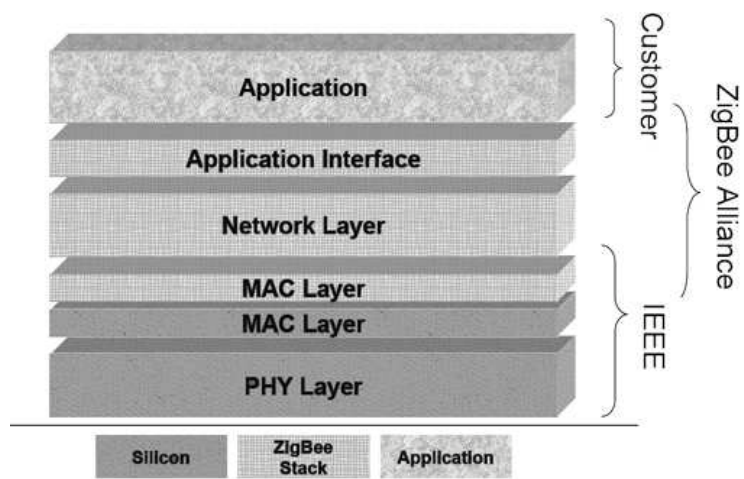 Application
Application Interface
Network Layer
MAC Layer
MAC Layer
PHY Layer
Customer
ZigBee Alliance
IEEE
Silicon
ZigBee
Stack
Application